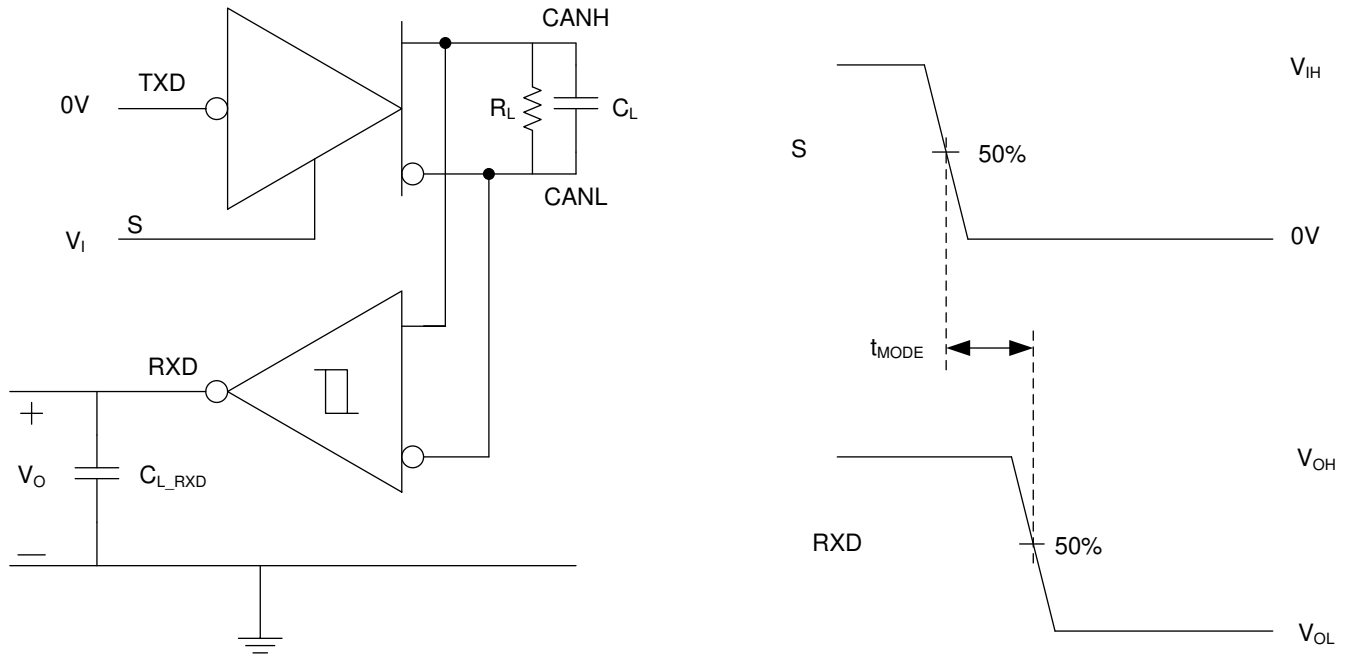 CANH
TXD
0V
R_L
C_L
CANL
S
V_I
RXD
+
V_O
C_L_RXD
—
V_IH
S
50%
0V
t_MODE
V_OH
RXD
50%
V_OL